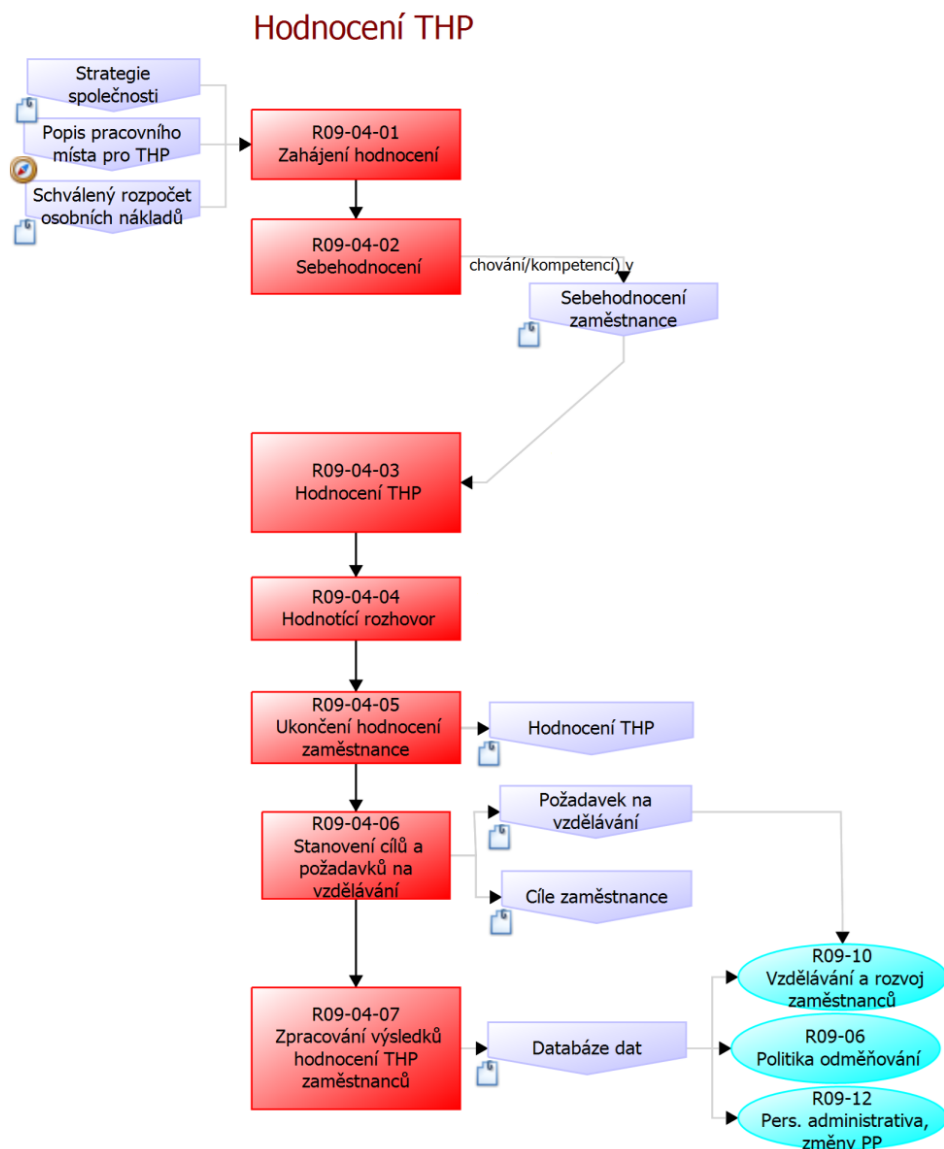 Hodnocení THP
Strategie
společnosti
Popis pracovního
místa pro THP
Schválený rozpočet
osobních nákladů
R09-04-01
Zahájení hodnocení
R09-04-02
Sebehodnocení
chování/kompetencí) v
Sebehodnocení
zaměstnance
R09-04-03
Hodnocení THP
R09-04-04
Hodnotící rozhovor
R09-04-05
Ukončení hodnocení
zaměstnance
Hodnocení THP
R09-04-06
Stanovení cílů a
požadavků na
vzdělávání
Požadavek na
vzdělávání
Cíle zaměstnance
R09-04-07
Zpracování výsledků
hodnocení THP
zaměstnanců
Databáze dat
R09-10
Vzdělávání a rozvoj
zaměstnanců
R09-06
Politika odměňování
R09-12
Pers. administrativa,
změny PP